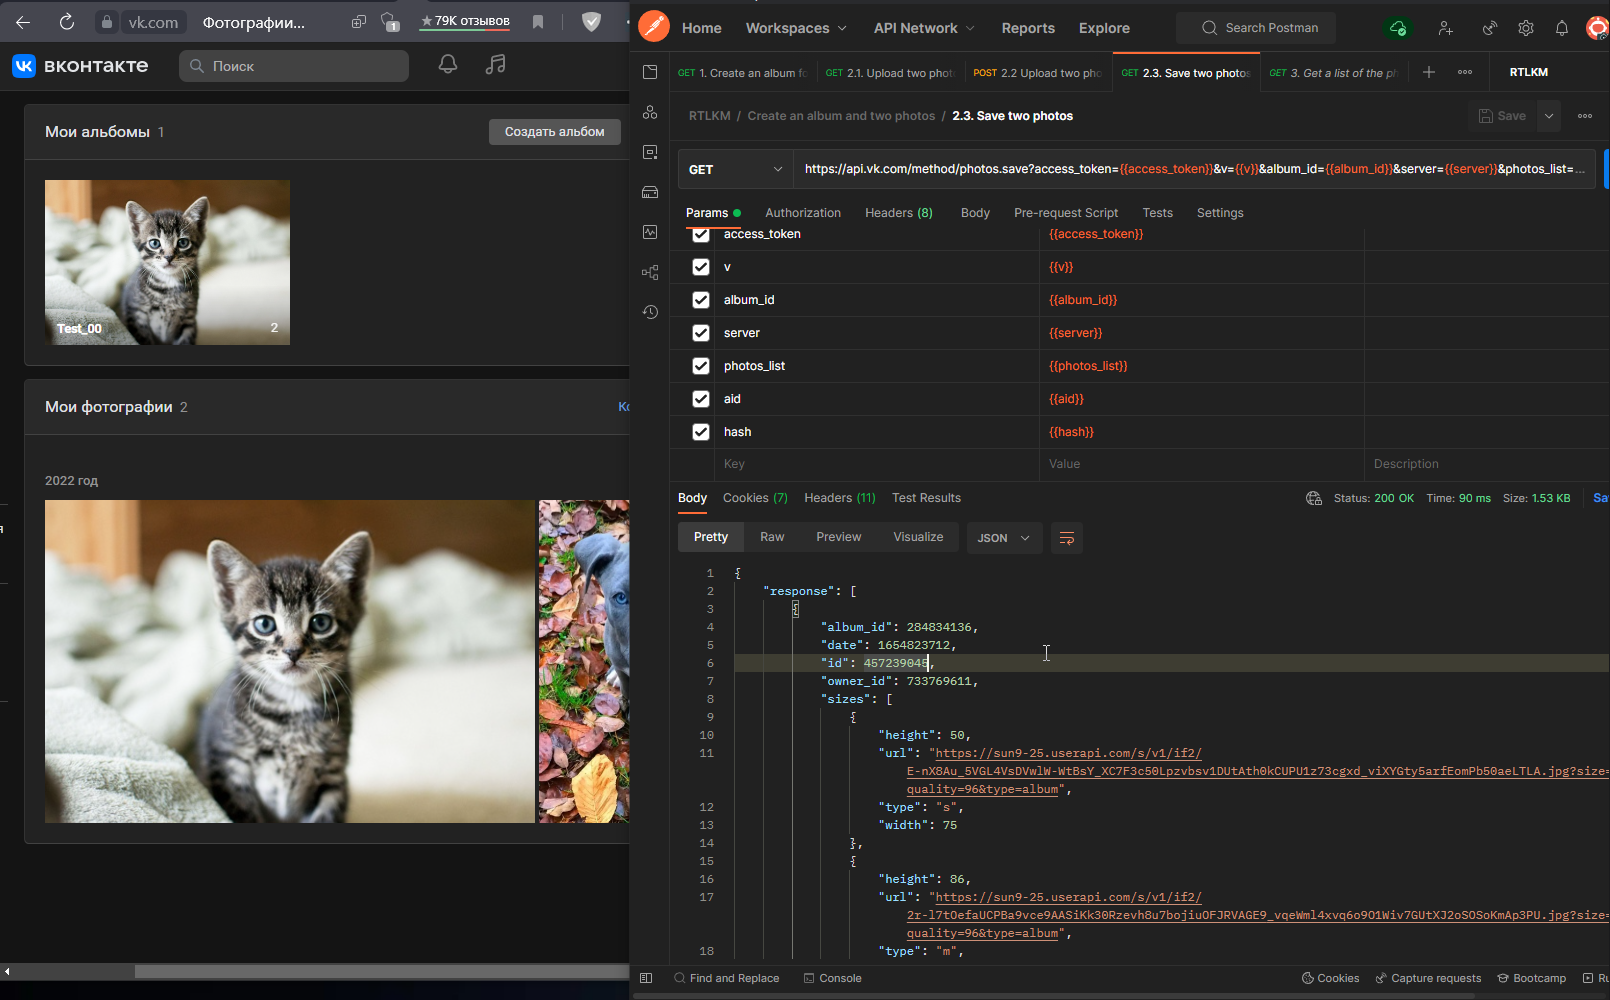 vk.com
Фотографии...
1
★ 79K отзывов
вконтакте
Поиск
Мои альбомы 1
Создать альбом
Test_00
2
Мои фотографии 2
2022 год
я
Home
Workspaces
API Network
Reports
Explore
Search Postman
GET 1. Create an album fo
GET 2.1. Upload two phot
POST 2.2 Upload two pho
GET 2.3. Save two photos
GET 3. Get a list of the ph
RTLKM
RTLKM / Create an album and two photos / 2.3. Save two photos
Save
GET
https://api.vk.com/method/photos.save?access_token={{access_token}}&v={{v}}&album_id={{album_id}}&server={{server}}&photos_list=...
Params
Authorization
Headers (8)
Body
Pre-request Script
Tests
Settings
access_token {{access_token}}
v {{v}}
album_id {{album_id}}
server {{server}}
photos_list {{photos_list}}
aid {{aid}}
hash {{hash}}
Key Value Description
Body
Cookies (7)
Headers (11)
Test Results
Status: 200 OK
Time: 90 ms
Size: 1.53 KB
Sa
Pretty
Raw
Preview
Visualize
JSON
1 {
2 "response": [
3 {
4 "album_id": 284834136,
5 "date": 1654823712,
6 "id": 457239045,
7 "owner_id": 733769611,
8 "sizes": [
9 {
10 "height": 50,
11 "url": "https://sun9-25.userapi.com/s/v1/if2/
E-nX8Au_5VGL4VsDVwlW-WtBsY_XC7F3c50Lpzvbsv1DUtAth0kCUPU1z73cgxd_viXYGty5arfEomPb50aeLTLA.jpg?size=
quality=96&type=album",
12 "type": "s",
13 "width": 75
14 },
15 {
16 "height": 86,
17 "url": "https://sun9-25.userapi.com/s/v1/if2/
2r-l7tOefaUCPBa9vce9AASiKk30Rzevh8u7bojiuOFJRVAGE9_vqeWml4xvq6o9O1Wiv7GUtXJ2oSOSoKmAp3PU.jpg?size=
quality=96&type=album",
18 "type": "m",
Find and Replace
Console
Cookies
Capture requests
Bootcamp
Ru